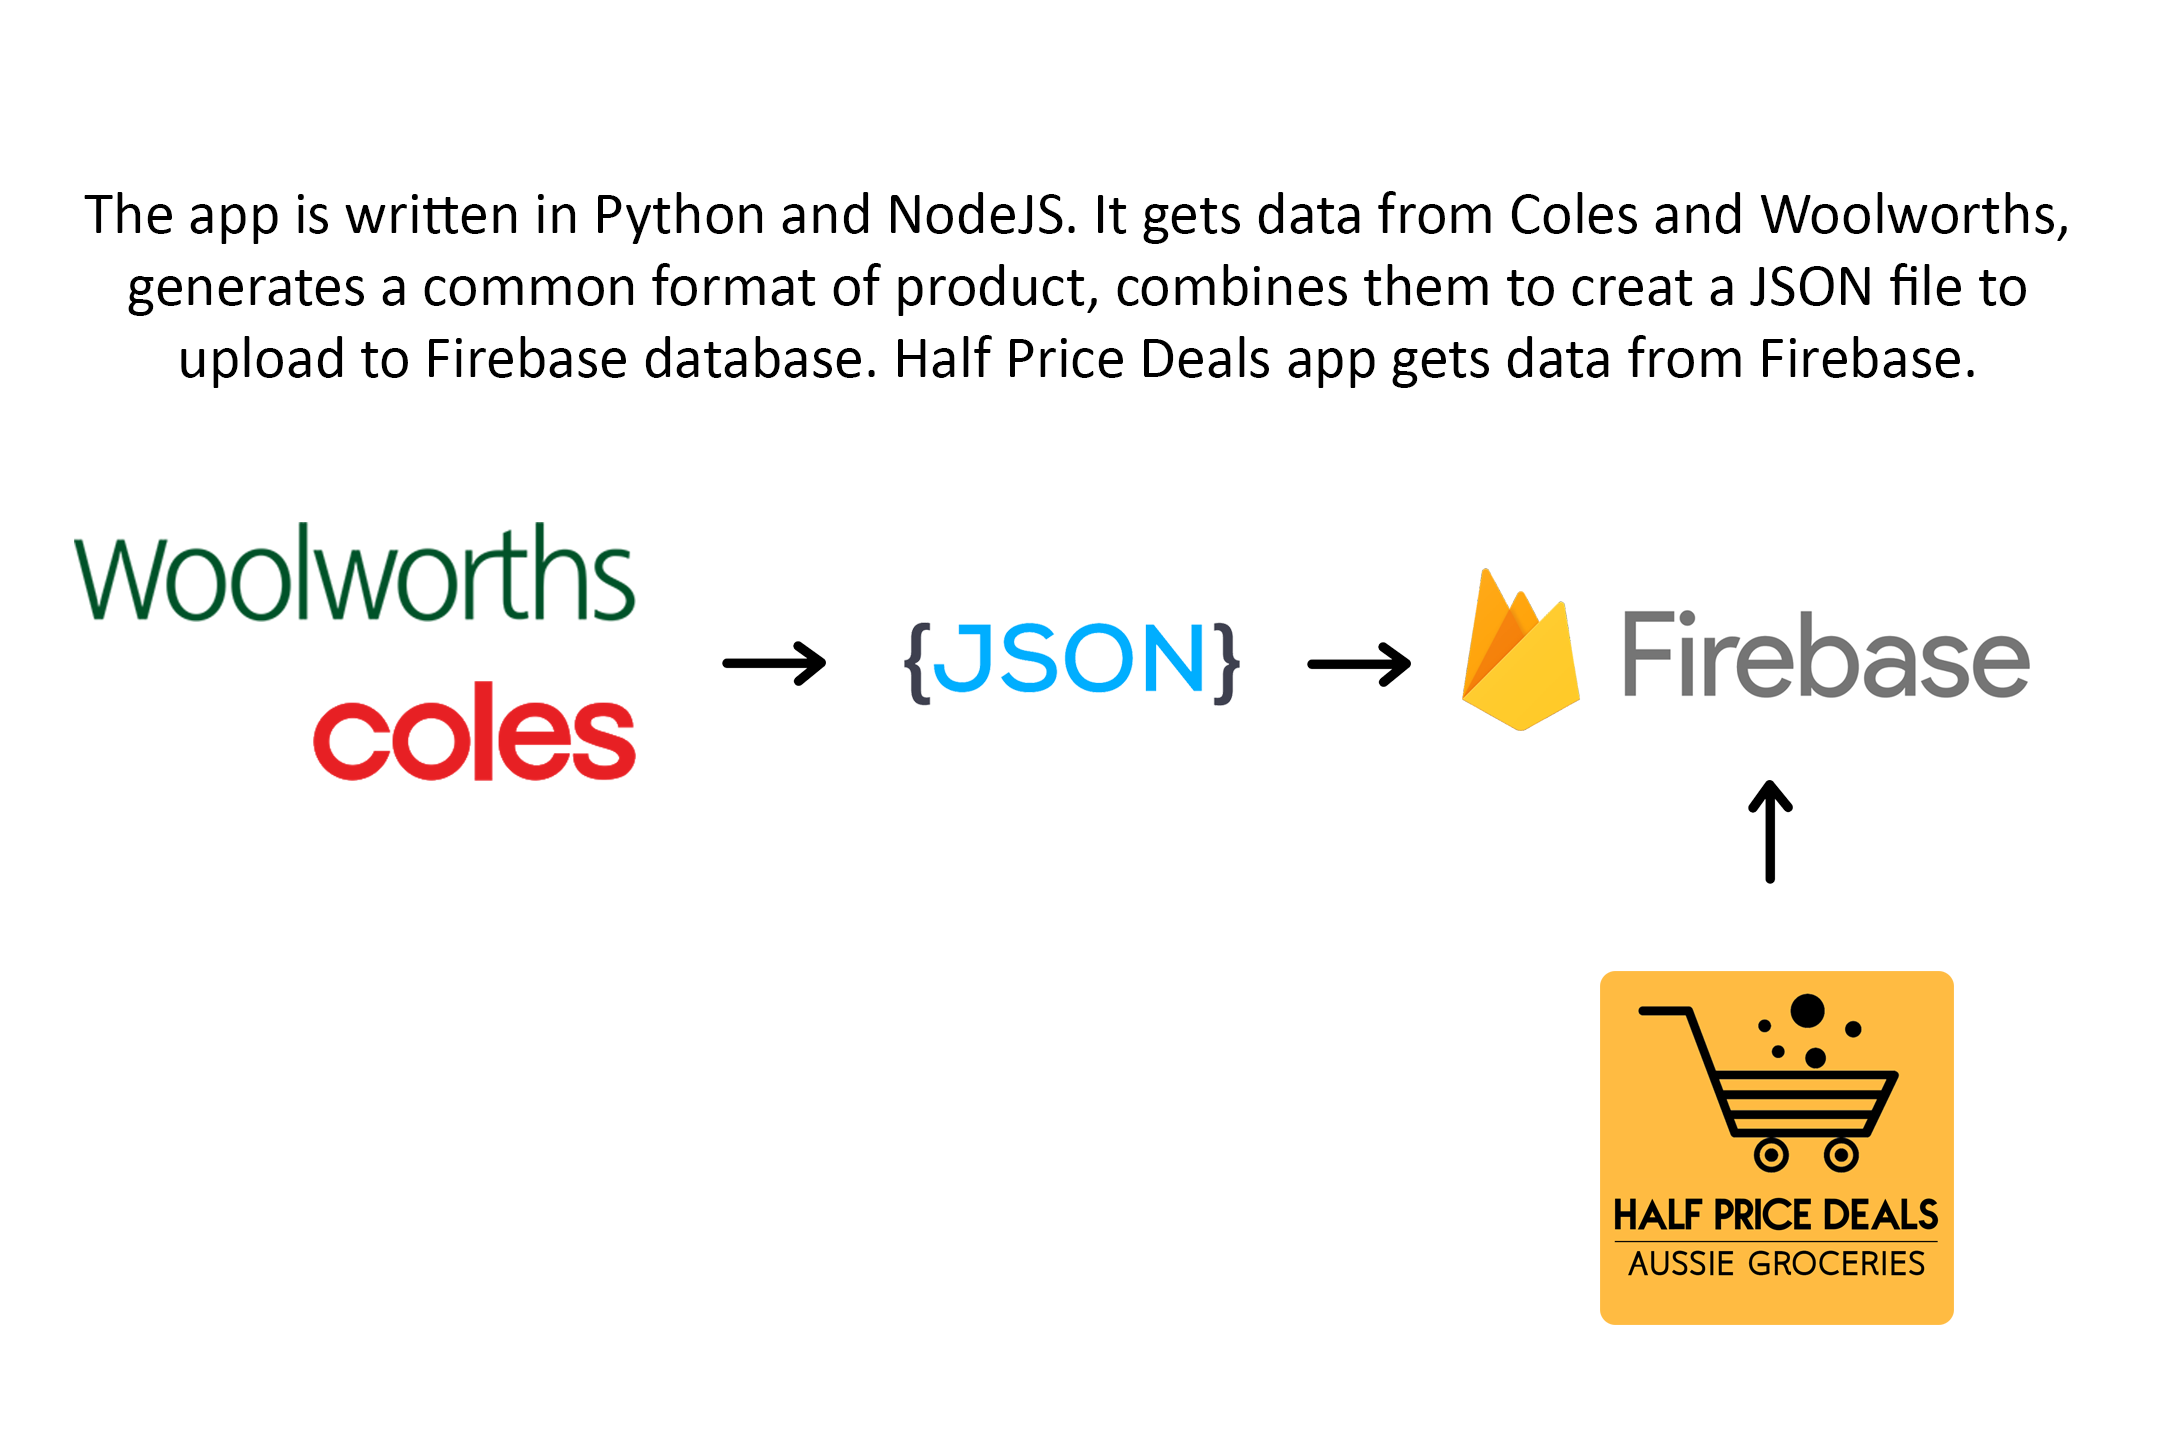 The app is written in Python and NodeJS. It gets data from Coles and Woolworths,
generates a common format of product, combines them to creat a JSON file to
upload to Firebase database. Half Price Deals app gets data from Firebase.
Woolworths
coles
{JSON}
Firebase
HALF PRICE DEALS
AUSSIE GROCERIES